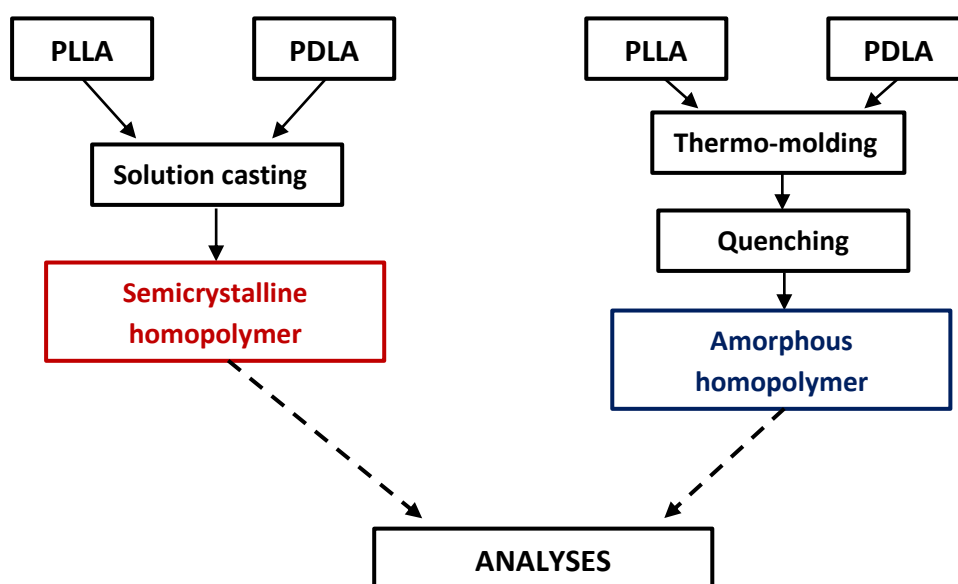 PLLA
PDLA
Solution casting
Semicrystalline
homopolymer
PLLA
PDLA
Thermo-molding
Quenching
Amorphous
homopolymer
ANALYSES